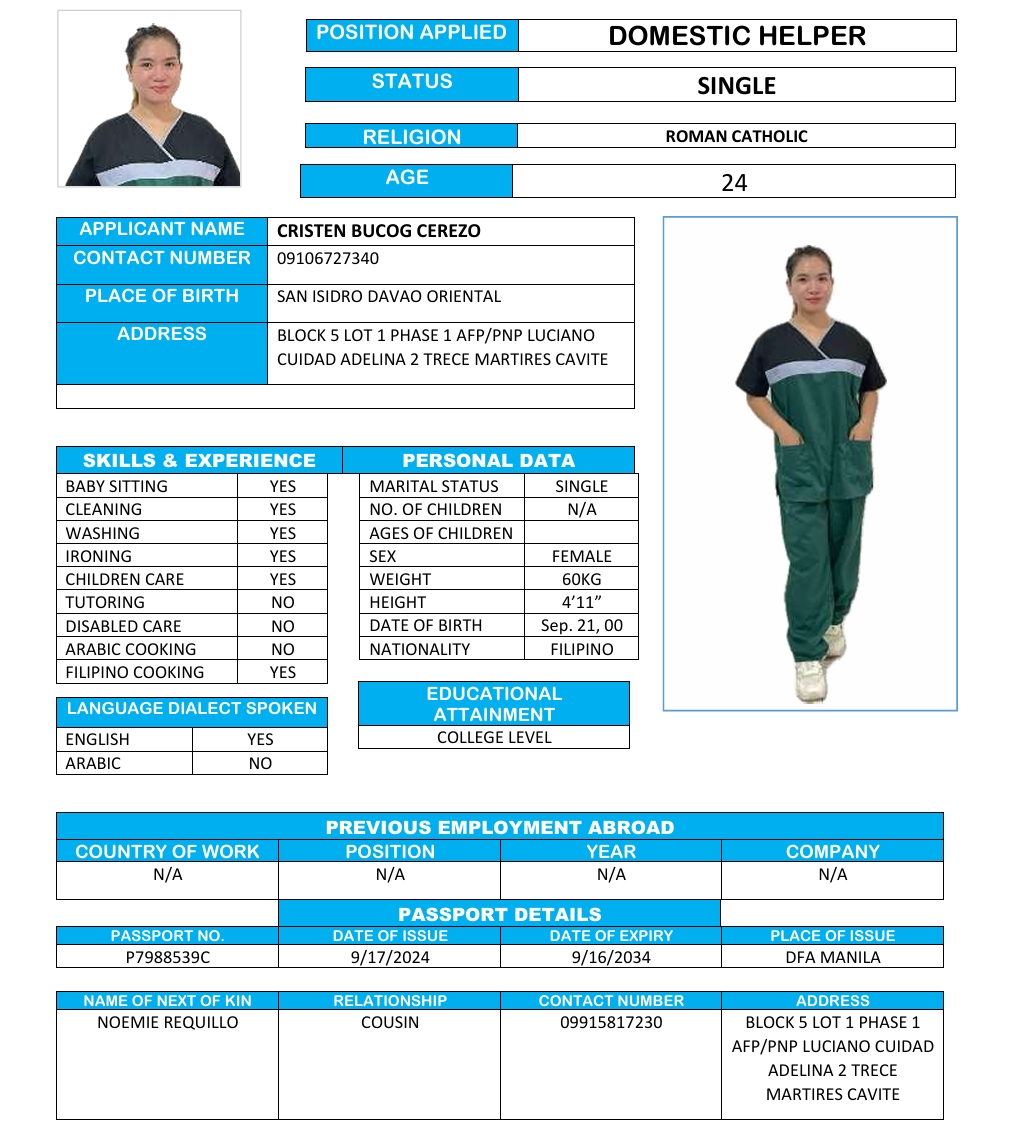 POSITION APPLIED DOMESTIC HELPER
STATUS SINGLE
RELIGION ROMAN CATHOLIC
AGE 24
APPLICANT NAME CRISTEN BUCOG CEREZO
CONTACT NUMBER 09106727340
PLACE OF BIRTH SAN ISIDRO DAVAO ORIENTAL
ADDRESS BLOCK 5 LOT 1 PHASE 1 AFP/PNP LUCIANO
CUIDAD ADELINA 2 TRECE MARTIRES CAVITE
SKILLS & EXPERIENCE
BABY SITTING YES
CLEANING YES
WASHING YES
IRONING YES
CHILDREN CARE YES
TUTORING NO
DISABLED CARE NO
ARABIC COOKING NO
FILIPINO COOKING YES
LANGUAGE DIALECT SPOKEN
ENGLISH YES
ARABIC NO
PERSONAL DATA
MARITAL STATUS SINGLE
NO. OF CHILDREN N/A
AGES OF CHILDREN
SEX FEMALE
WEIGHT 60KG
HEIGHT 4’11”
DATE OF BIRTH Sep. 21, 00
NATIONALITY FILIPINO
EDUCATIONAL
ATTAINMENT
COLLEGE LEVEL
PREVIOUS EMPLOYMENT ABROAD
COUNTRY OF WORK POSITION YEAR COMPANY
N/A N/A N/A N/A
PASSPORT DETAILS
PASSPORT NO. DATE OF ISSUE DATE OF EXPIRY PLACE OF ISSUE
P7988539C 9/17/2024 9/16/2034 DFA MANILA
NAME OF NEXT OF KIN RELATIONSHIP CONTACT NUMBER ADDRESS
NOEMIE REQUILLO COUSIN 09915817230 BLOCK 5 LOT 1 PHASE 1
AFP/PNP LUCIANO CUIDAD
ADELINA 2 TRECE
MARTIRES CAVITE